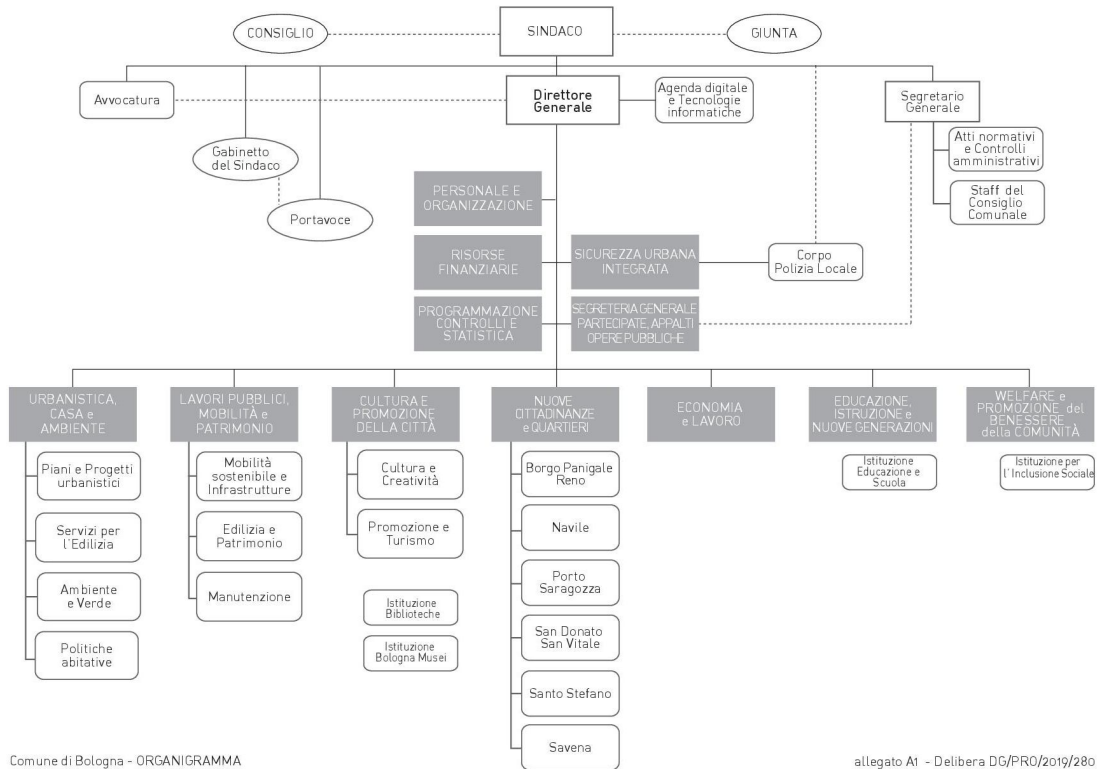 CONSIGLIO
SINDACO
GIUNTA
Avvocatura
Direttore
Generale
Agenda digitale
e Tecnologie
informatiche
Segretario
Generale
Gabinetto
del Sindaco
Portavoce
Atti normativi
e Controlli
amministrativi
Staff del
Consiglio
Comunale
PERSONALE E
ORGANIZZAZIONE
RISORSE
FINANZIARIE
SICUREZZA URBANA
INTEGRATA
Corpo
Polizia Locale
PROGRAMMAZIONE
CONTROLLI E
STATISTICA
SEGRETERIA GENERALE
PARTECIPATE, APPALTI
OPERE PUBBLICHE
URBANISTICA,
CASA e
AMBIENTE
LAVORI PUBBLICI,
MOBILITÀ e
PATRIMONIO
CULTURA E
PROMOZIONE
DELLA CITTÀ
NUOVE
CITTADINANZE
e QUARTIERI
ECONOMIA
e LAVORO
EDUCAZIONE,
ISTRUZIONE e
NUOVE GENERAZIONI
WELFARE e
PROMOZIONE del
BENESSERE
della COMUNITÀ
Piani e Progetti
urbanistici
Servizi per
l'Edilizia
Ambiente
e Verde
Politiche
abitative
Mobilità
sostenibile e
Infrastrutture
Edilizia e
Patrimonio
Manutenzione
Cultura e
Creatività
Promozione e
Turismo
Istituzione
Biblioteche
Istituzione
Bologna Musei
Borgo Panigale
Reno
Navile
Porto
Saragozza
San Donato
San Vitale
Santo Stefano
Savena
Istituzione
Educazione e
Scuola
Istituzione per
l' Inclusione Sociale
Comune di Bologna - ORGANIGRAMMA
allegato A1 - Delibera DG/PRO/2019/280